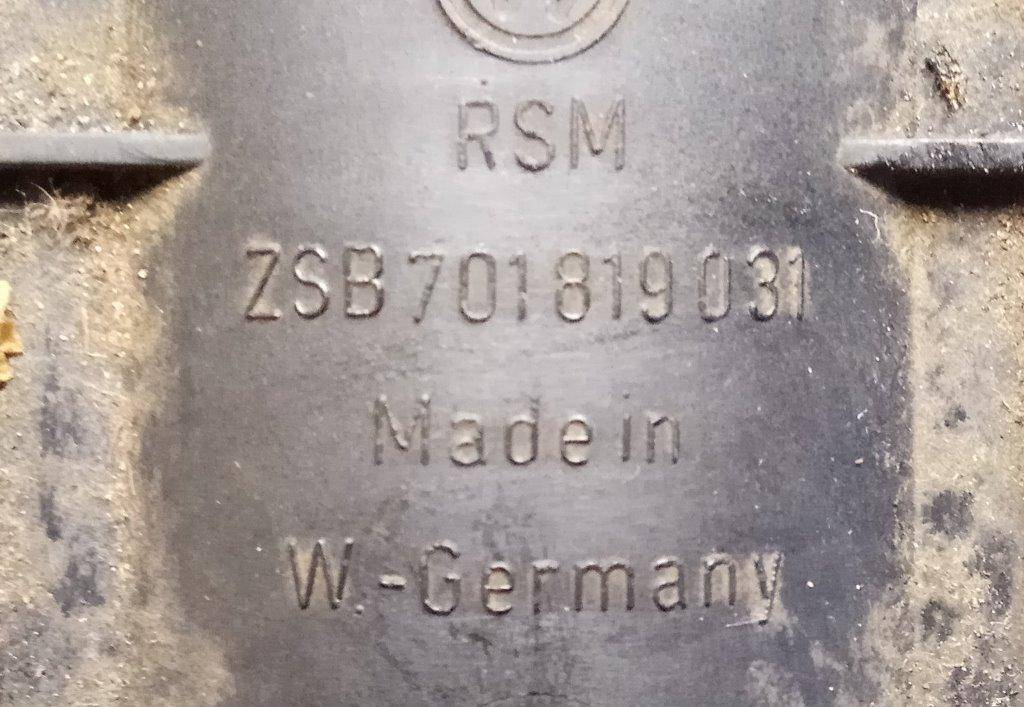 RSM
ZSB 701 819 031
Made in
W.-Germany